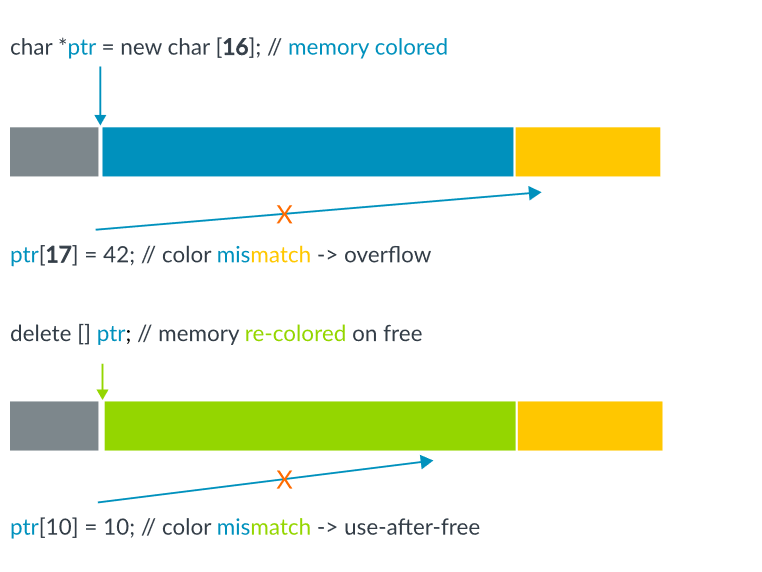 char *ptr = new char [16]; // memory colored
X
ptr[17] = 42; // color mismatch -> overflow
delete [] ptr; // memory re-colored on free
X
ptr[10] = 10; // color mismatch -> use-after-free